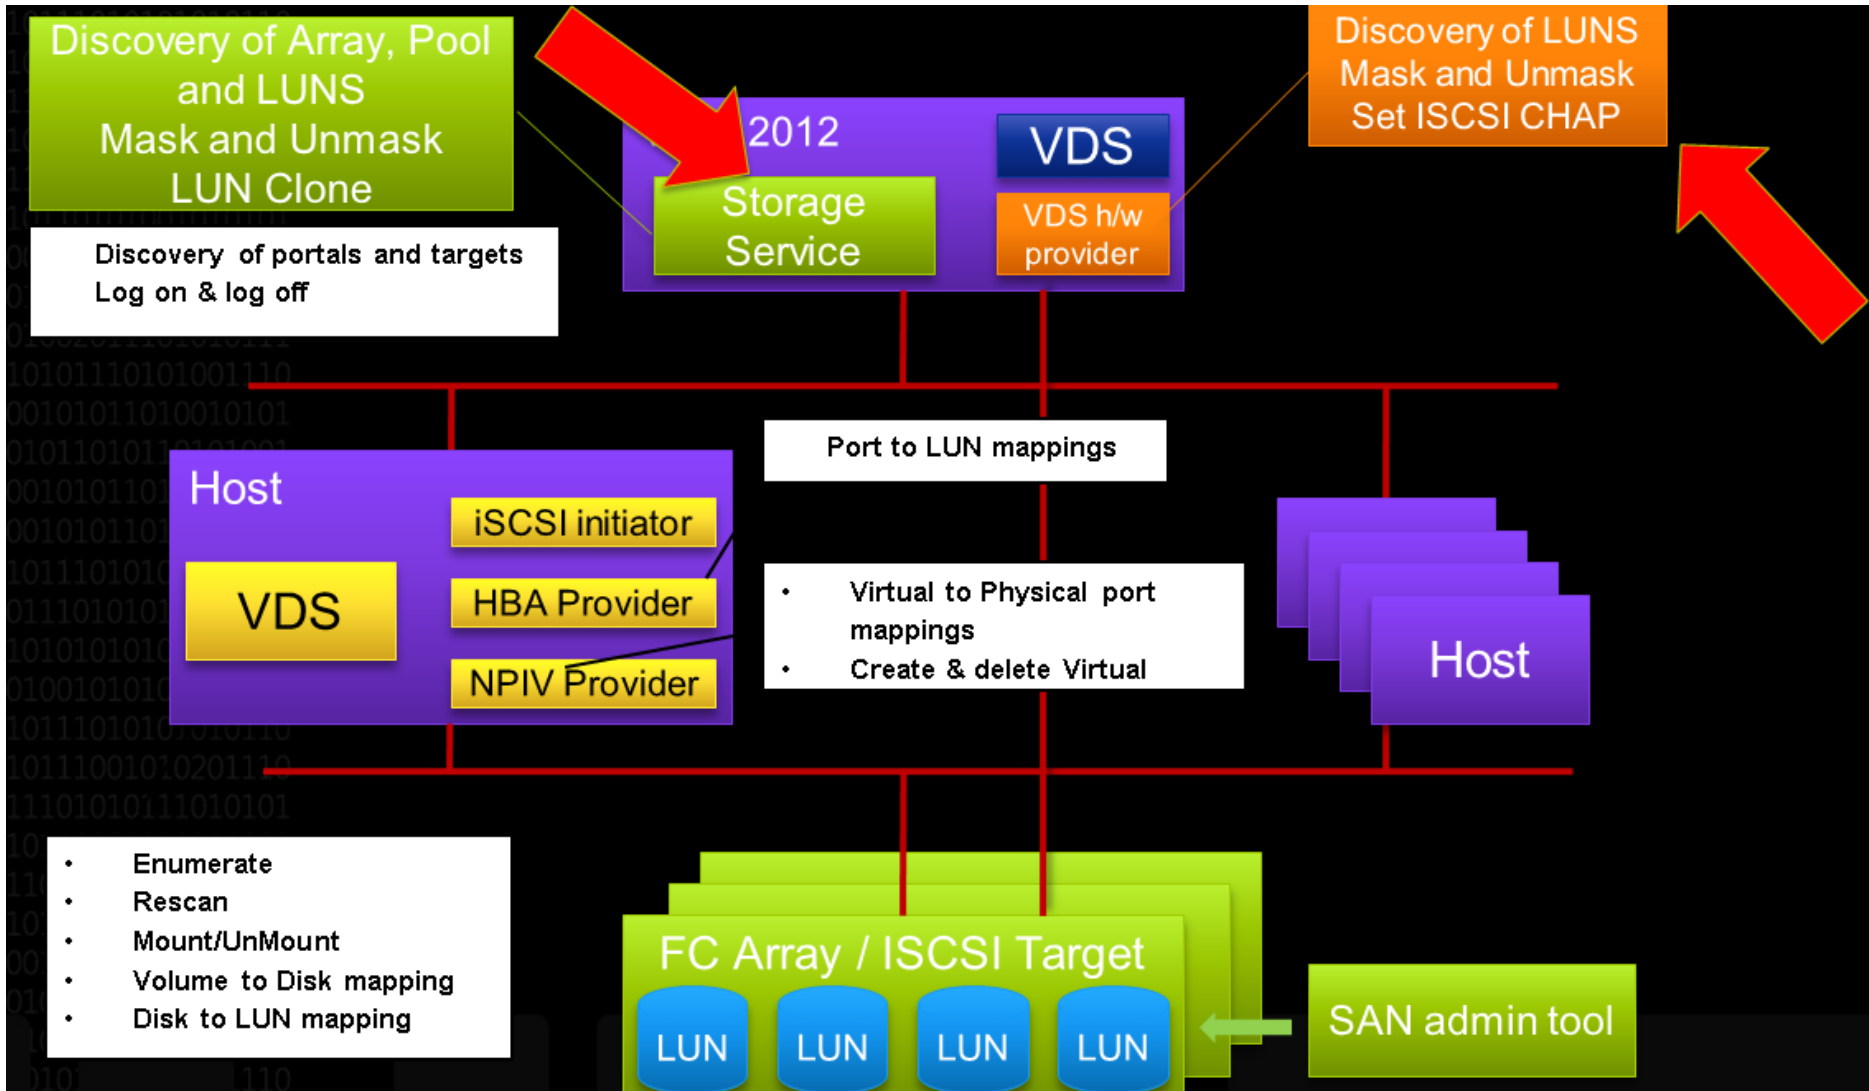 Discovery of Array, Pool
and LUNS
Mask and Unmask
LUN Clone
Discovery of LUNS
Mask and Unmask
Set ISCSI CHAP
2012
VDS
Storage
Service
VDS h/w
provider
Discovery of portals and targets
Log on & log off
Port to LUN mappings
Host
iSCSI initiator
VDS
HBA Provider
NPIV Provider
• Virtual to Physical port
mappings
• Create & delete Virtual
Host
• Enumerate
• Rescan
• Mount/UnMount
• Volume to Disk mapping
• Disk to LUN mapping
FC Array / ISCSI Target
LUN
LUN
LUN
LUN
SAN admin tool